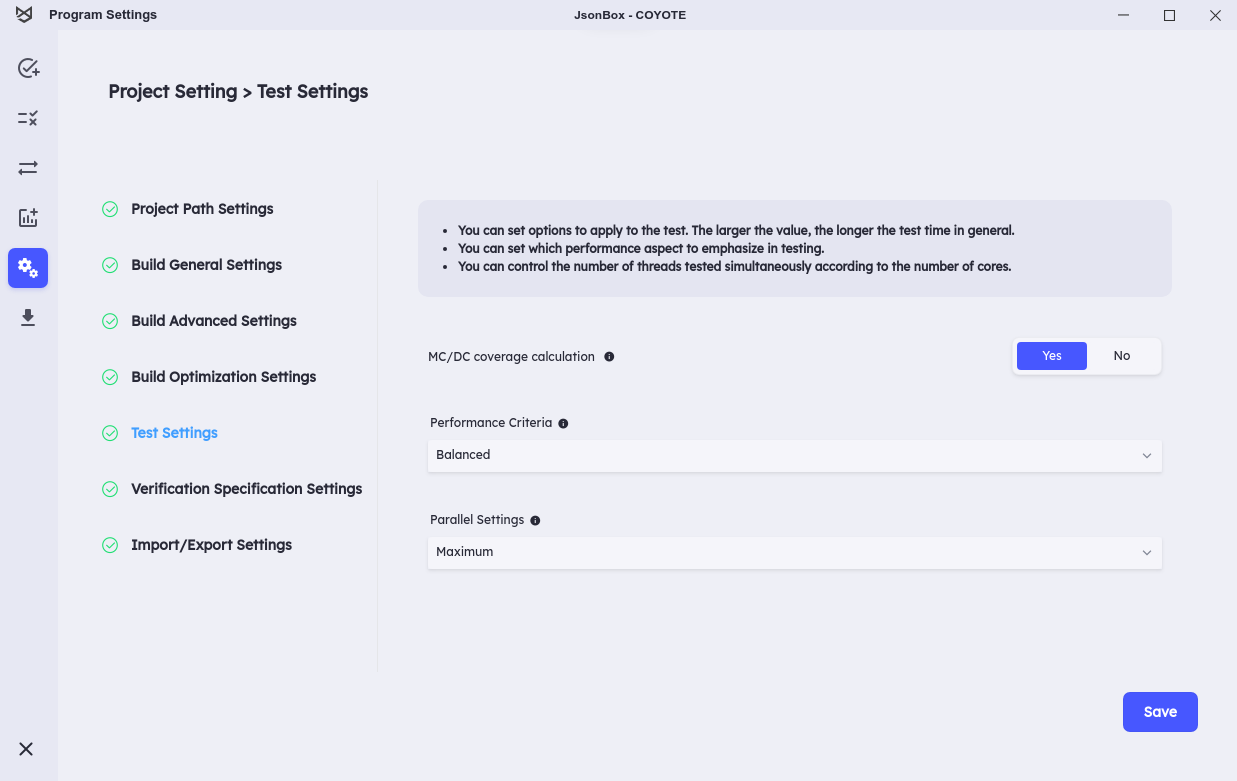 Program Settings
JsonBox - COYOTE
Project Setting > Test Settings
Project Path Settings
Build General Settings
Build Advanced Settings
Build Optimization Settings
Test Settings
Verification Specification Settings
Import/Export Settings
• You can set options to apply to the test. The larger the value, the longer the test time in general.
• You can set which performance aspect to emphasize in testing.
• You can control the number of threads tested simultaneously according to the number of cores.
MC/DC coverage calculation
Yes No
Performance Criteria
Balanced
Parallel Settings
Maximum
Save